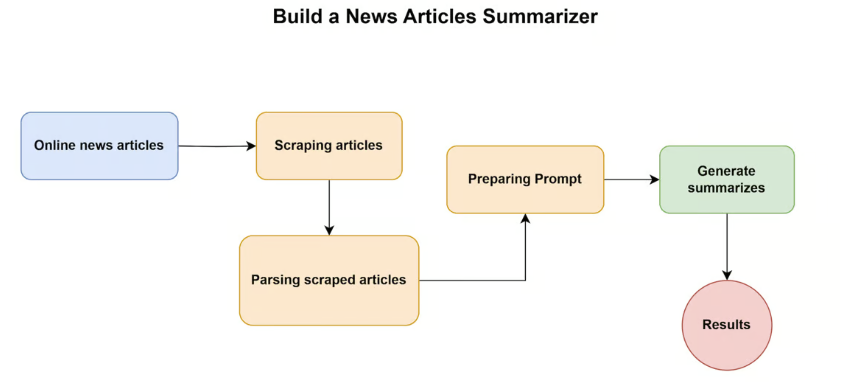 Build a News Articles Summarizer
Online news articles
Scraping articles
Parsing scraped articles
Preparing Prompt
Generate
summarizes
Results